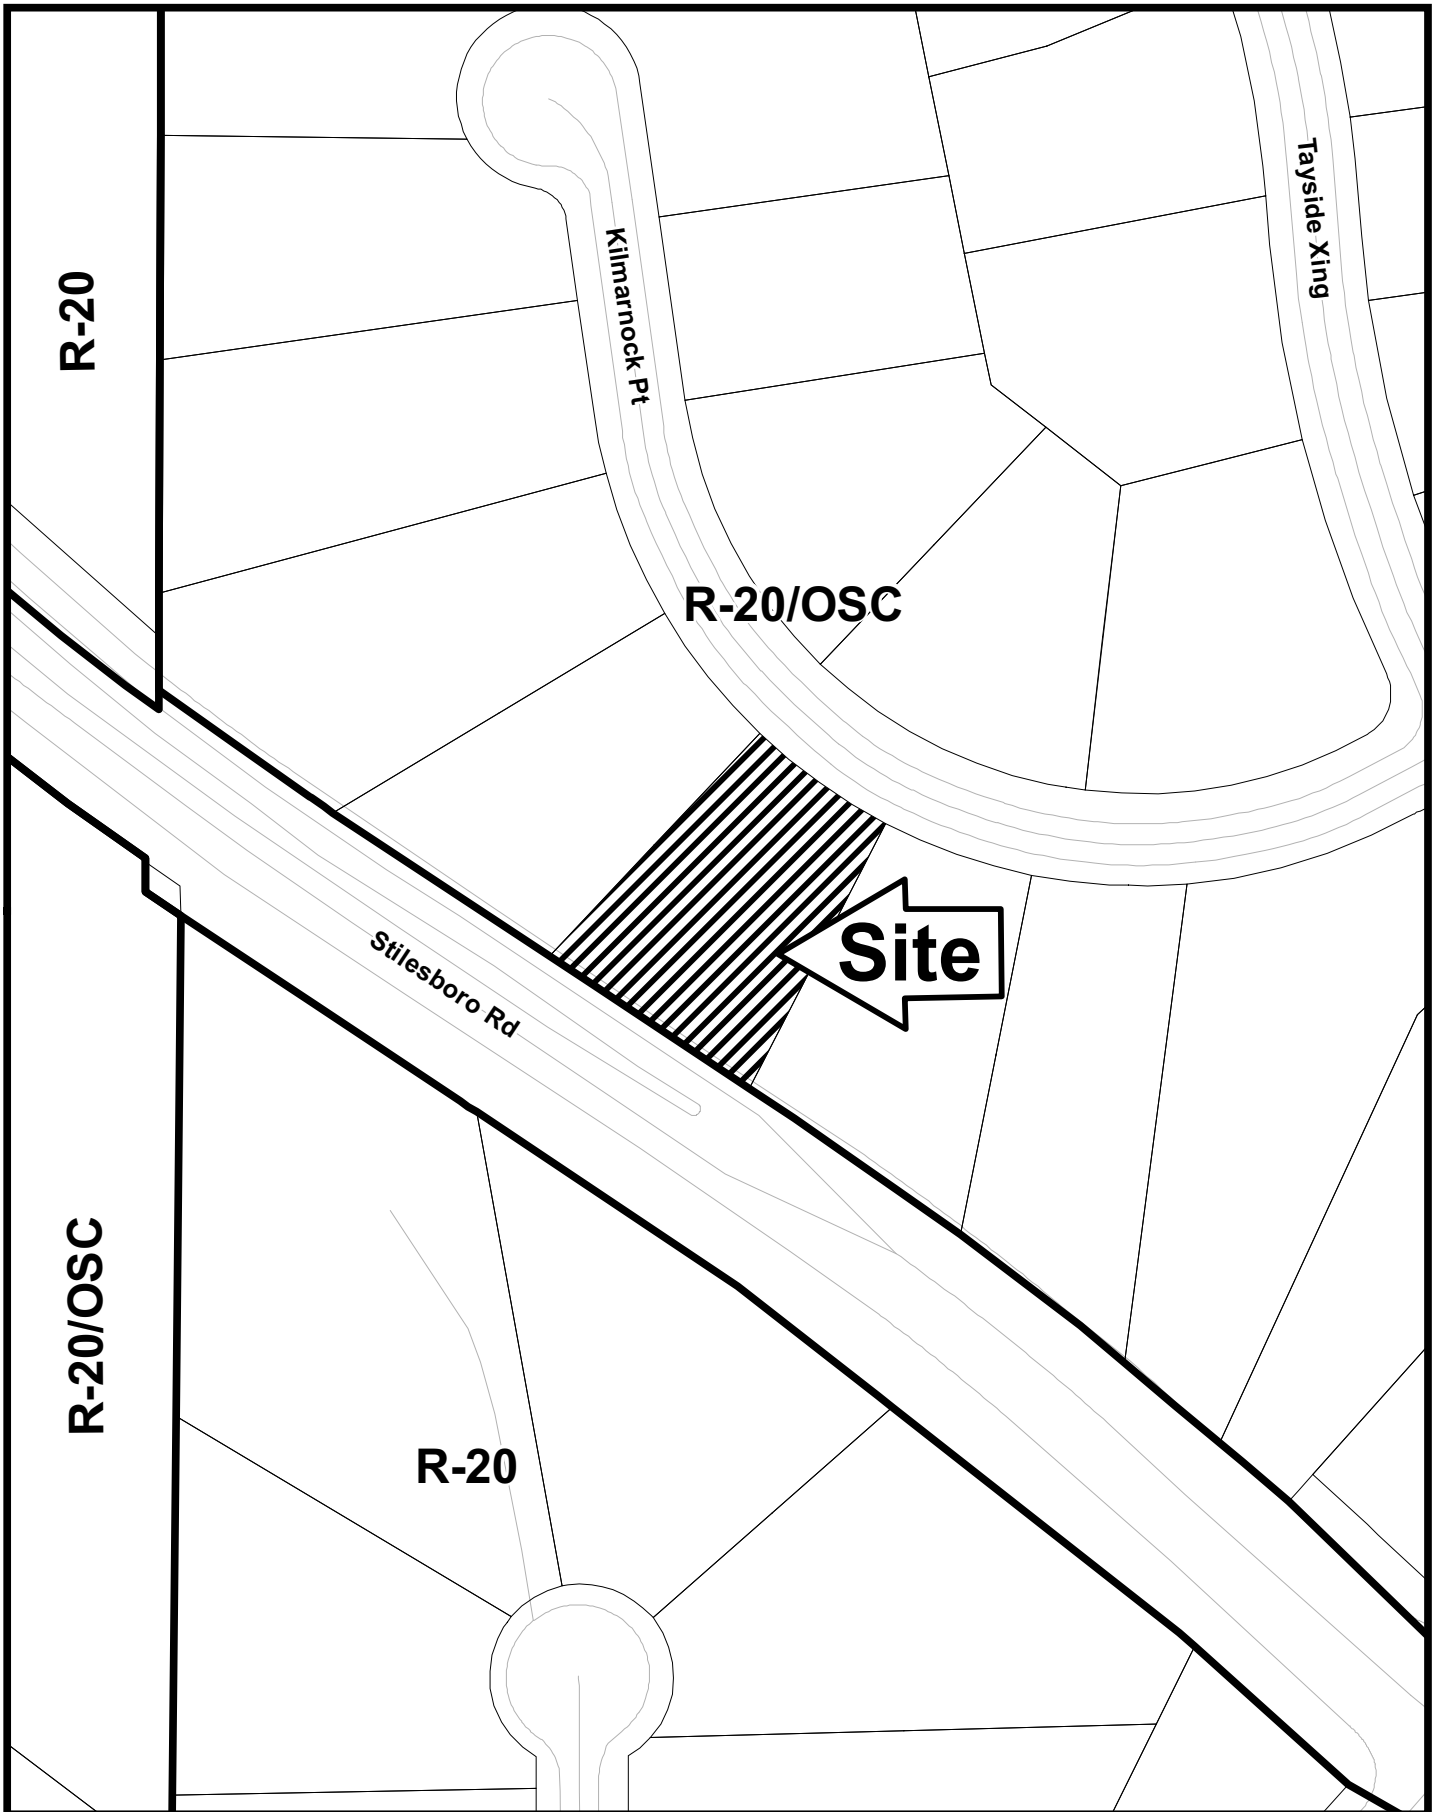 Tayside Xing
Kilmarnock Pt
R-20
R-20/OSC
Site
Stilesboro Rd
R-20/OSC
R-20